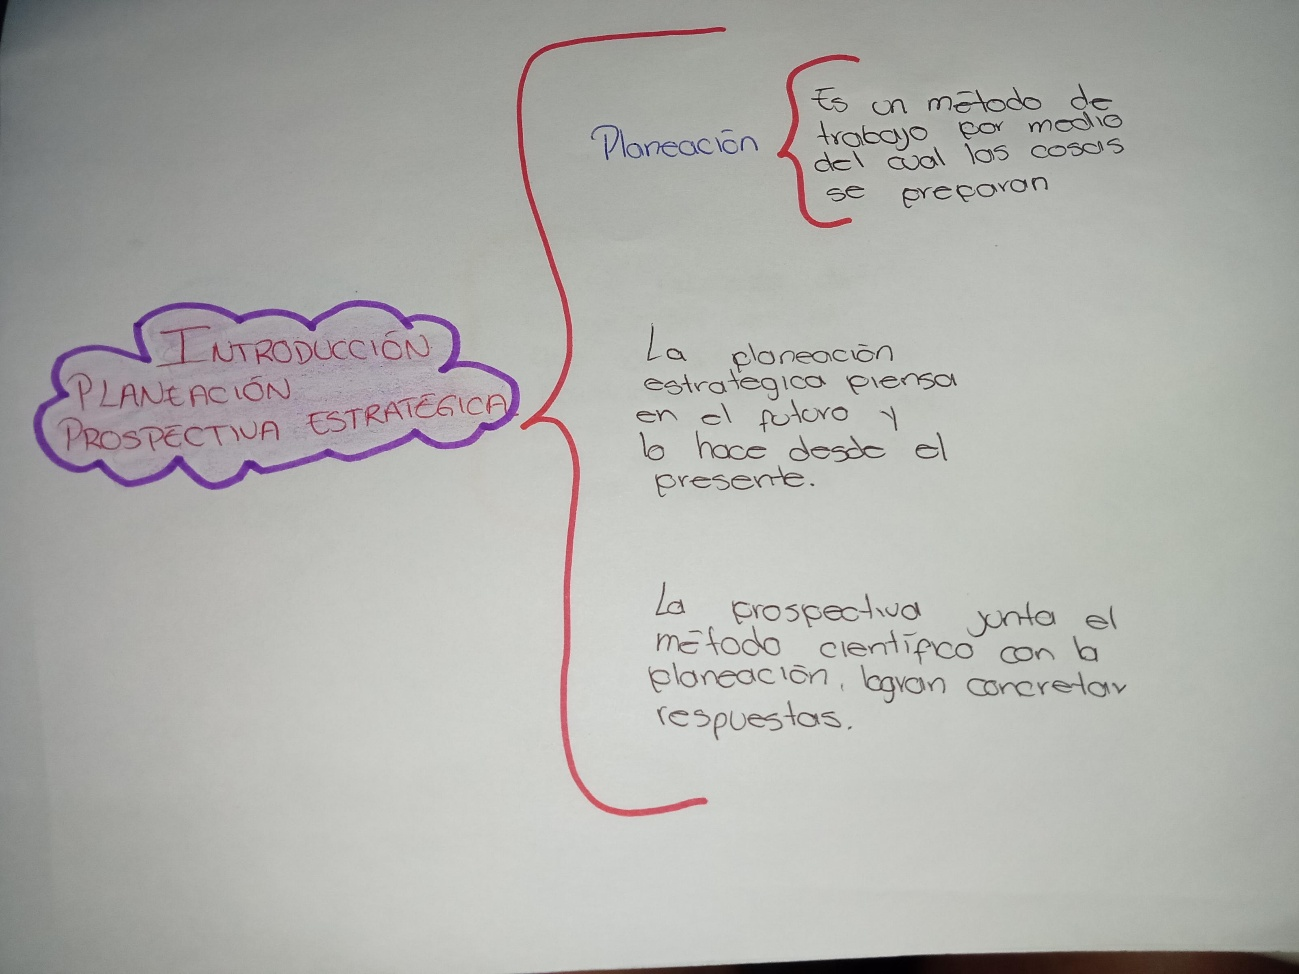 INTRODUCCIÓN
PLANEACIÓN
PROSPECTIVA ESTRATÉGICA
Planeación
Es un método de
trabajo por medio
del cual las cosas
se preparan
La planeación
estratégica piensa
en el futuro y
lo hace desde el
presente.
La prospectiva junta el
método científico con la
planeación, logran concretar
respuestas.